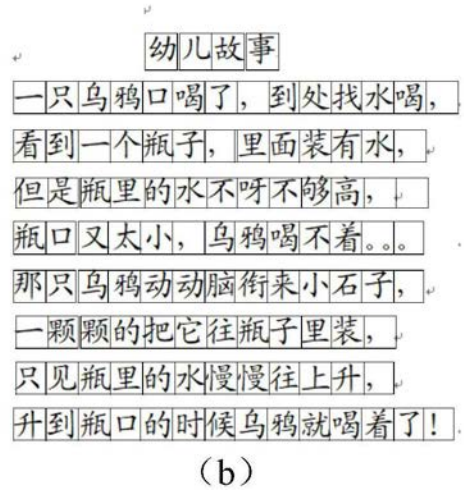 幼儿故事
一只乌鸦口喝了，到处找水喝，
看到一个瓶子，里面装有水，
但是瓶里的水不呀不够高，
瓶口又太小，乌鸦喝不着。。。
那只乌鸦动动脑衔来小石子，
一颗颗的把它往瓶子里装，
只见瓶里的水慢慢往上升，
升到瓶口的时候乌鸦就喝着了！
（b）